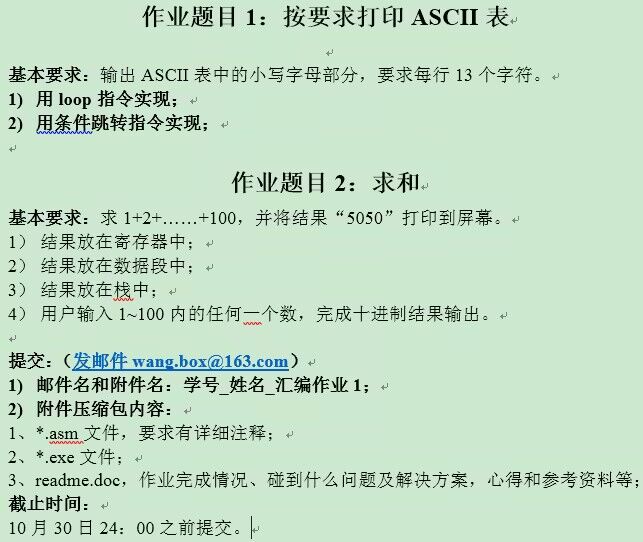 作业题目 1：按要求打印 ASCII 表
基本要求：输出 ASCII 表中的小写字母部分，要求每行 13 个字符。
1) 用 loop 指令实现；
2) 用条件跳转指令实现；
作业题目 2：求和
基本要求：求 1+2+……+100，并将结果“5050”打印到屏幕。
1） 结果放在寄存器中；
2） 结果放在数据段中；
3） 结果放在栈中；
4） 用户输入 1~100 内的任何一个数，完成十进制结果输出。
提交：（发邮件 wang.box@163.com）
1) 邮件名和附件名：学号_姓名_汇编作业 1；
2) 附件压缩包内容：
1、*.asm 文件，要求有详细注释；
2、*.exe 文件；
3、readme.doc，作业完成情况、碰到什么问题及解决方案，心得和参考资料等；
截止时间：
10 月 30 日 24：00 之前提交。